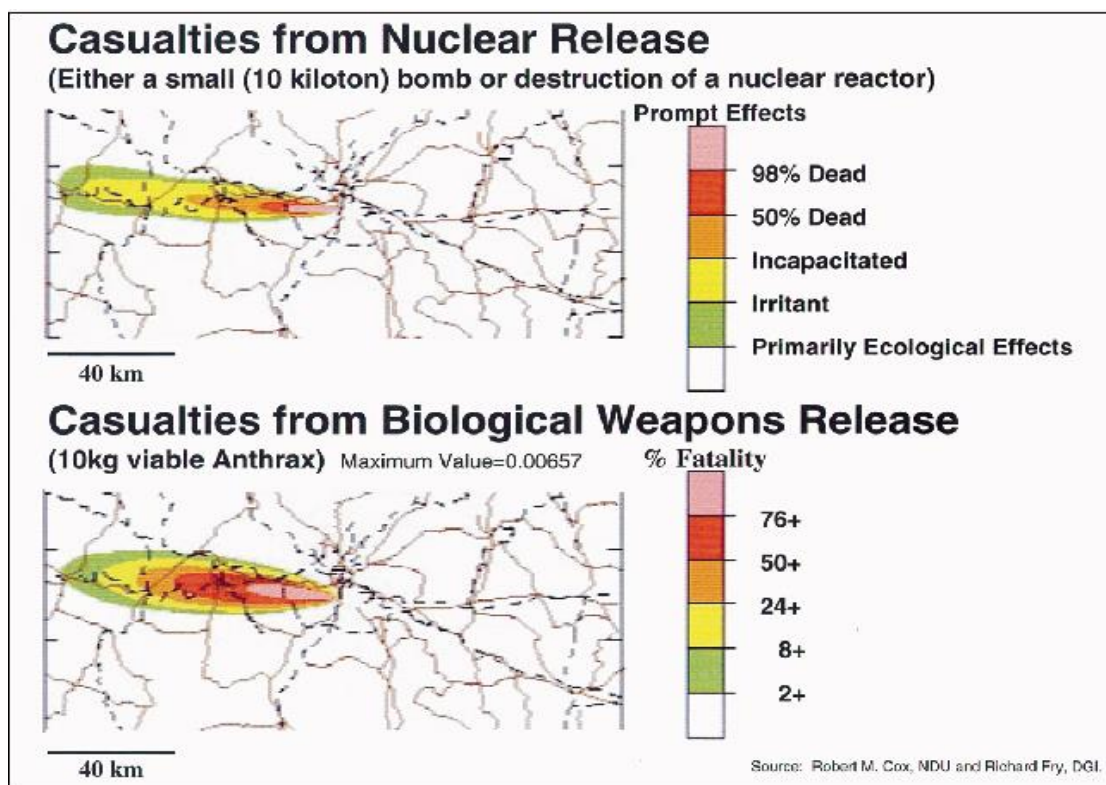 Casualties from Nuclear Release
(Either a small (10 kiloton) bomb or destruction of a nuclear reactor)
Prompt Effects
98% Dead
50% Dead
Incapacitated
Irritant
Primarily Ecological Effects
40 km
Casualties from Biological Weapons Release
(10kg viable Anthrax) Maximum Value=0.00657
% Fatality
76+
50+
24+
8+
2+
40 km
Source: Robert M. Cox, NDU and Richard Fry, DGI.